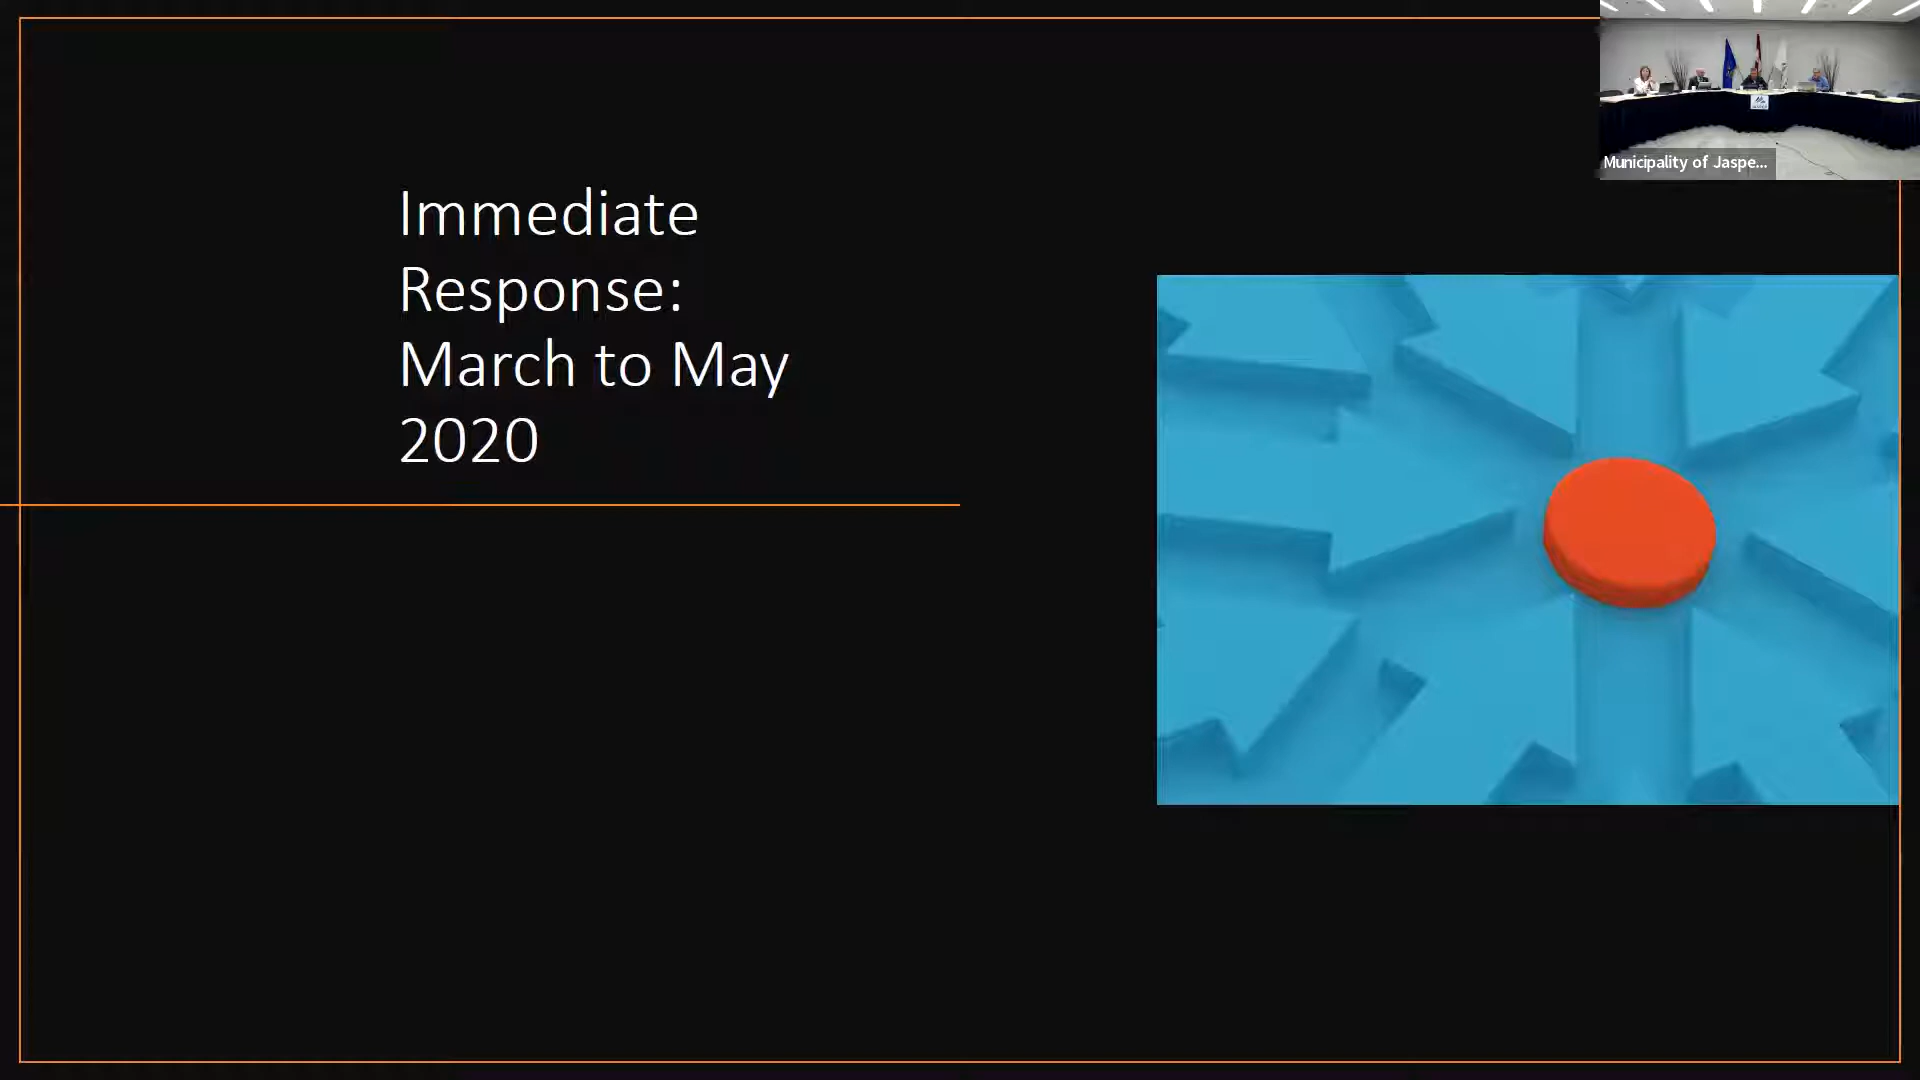 Immediate
Response:
March to May
2020
Municipality of Jaspe...